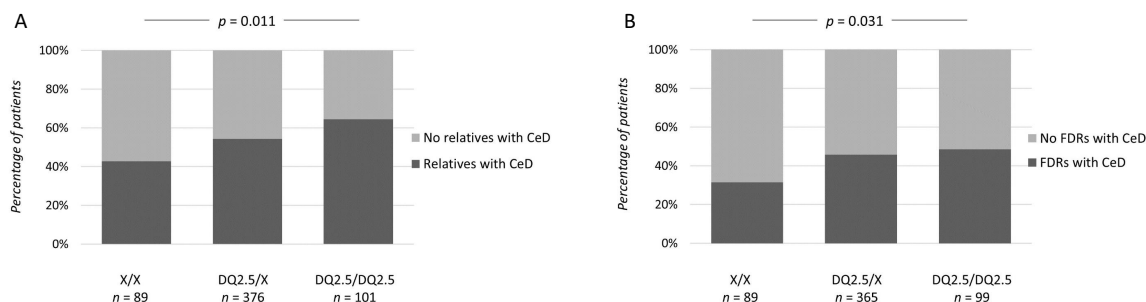 A
p = 0.011
Percentage of patients
100%
80%
60%
40%
20%
0%
No relatives with CeD
Relatives with CeD
X/X
n = 89
DQ2.5/X
n = 376
DQ2.5/DQ2.5
n = 101
B
p = 0.031
Percentage of patients
100%
80%
60%
40%
20%
0%
No FDRs with CeD
FDRs with CeD
X/X
n = 89
DQ2.5/X
n = 365
DQ2.5/DQ2.5
n = 99